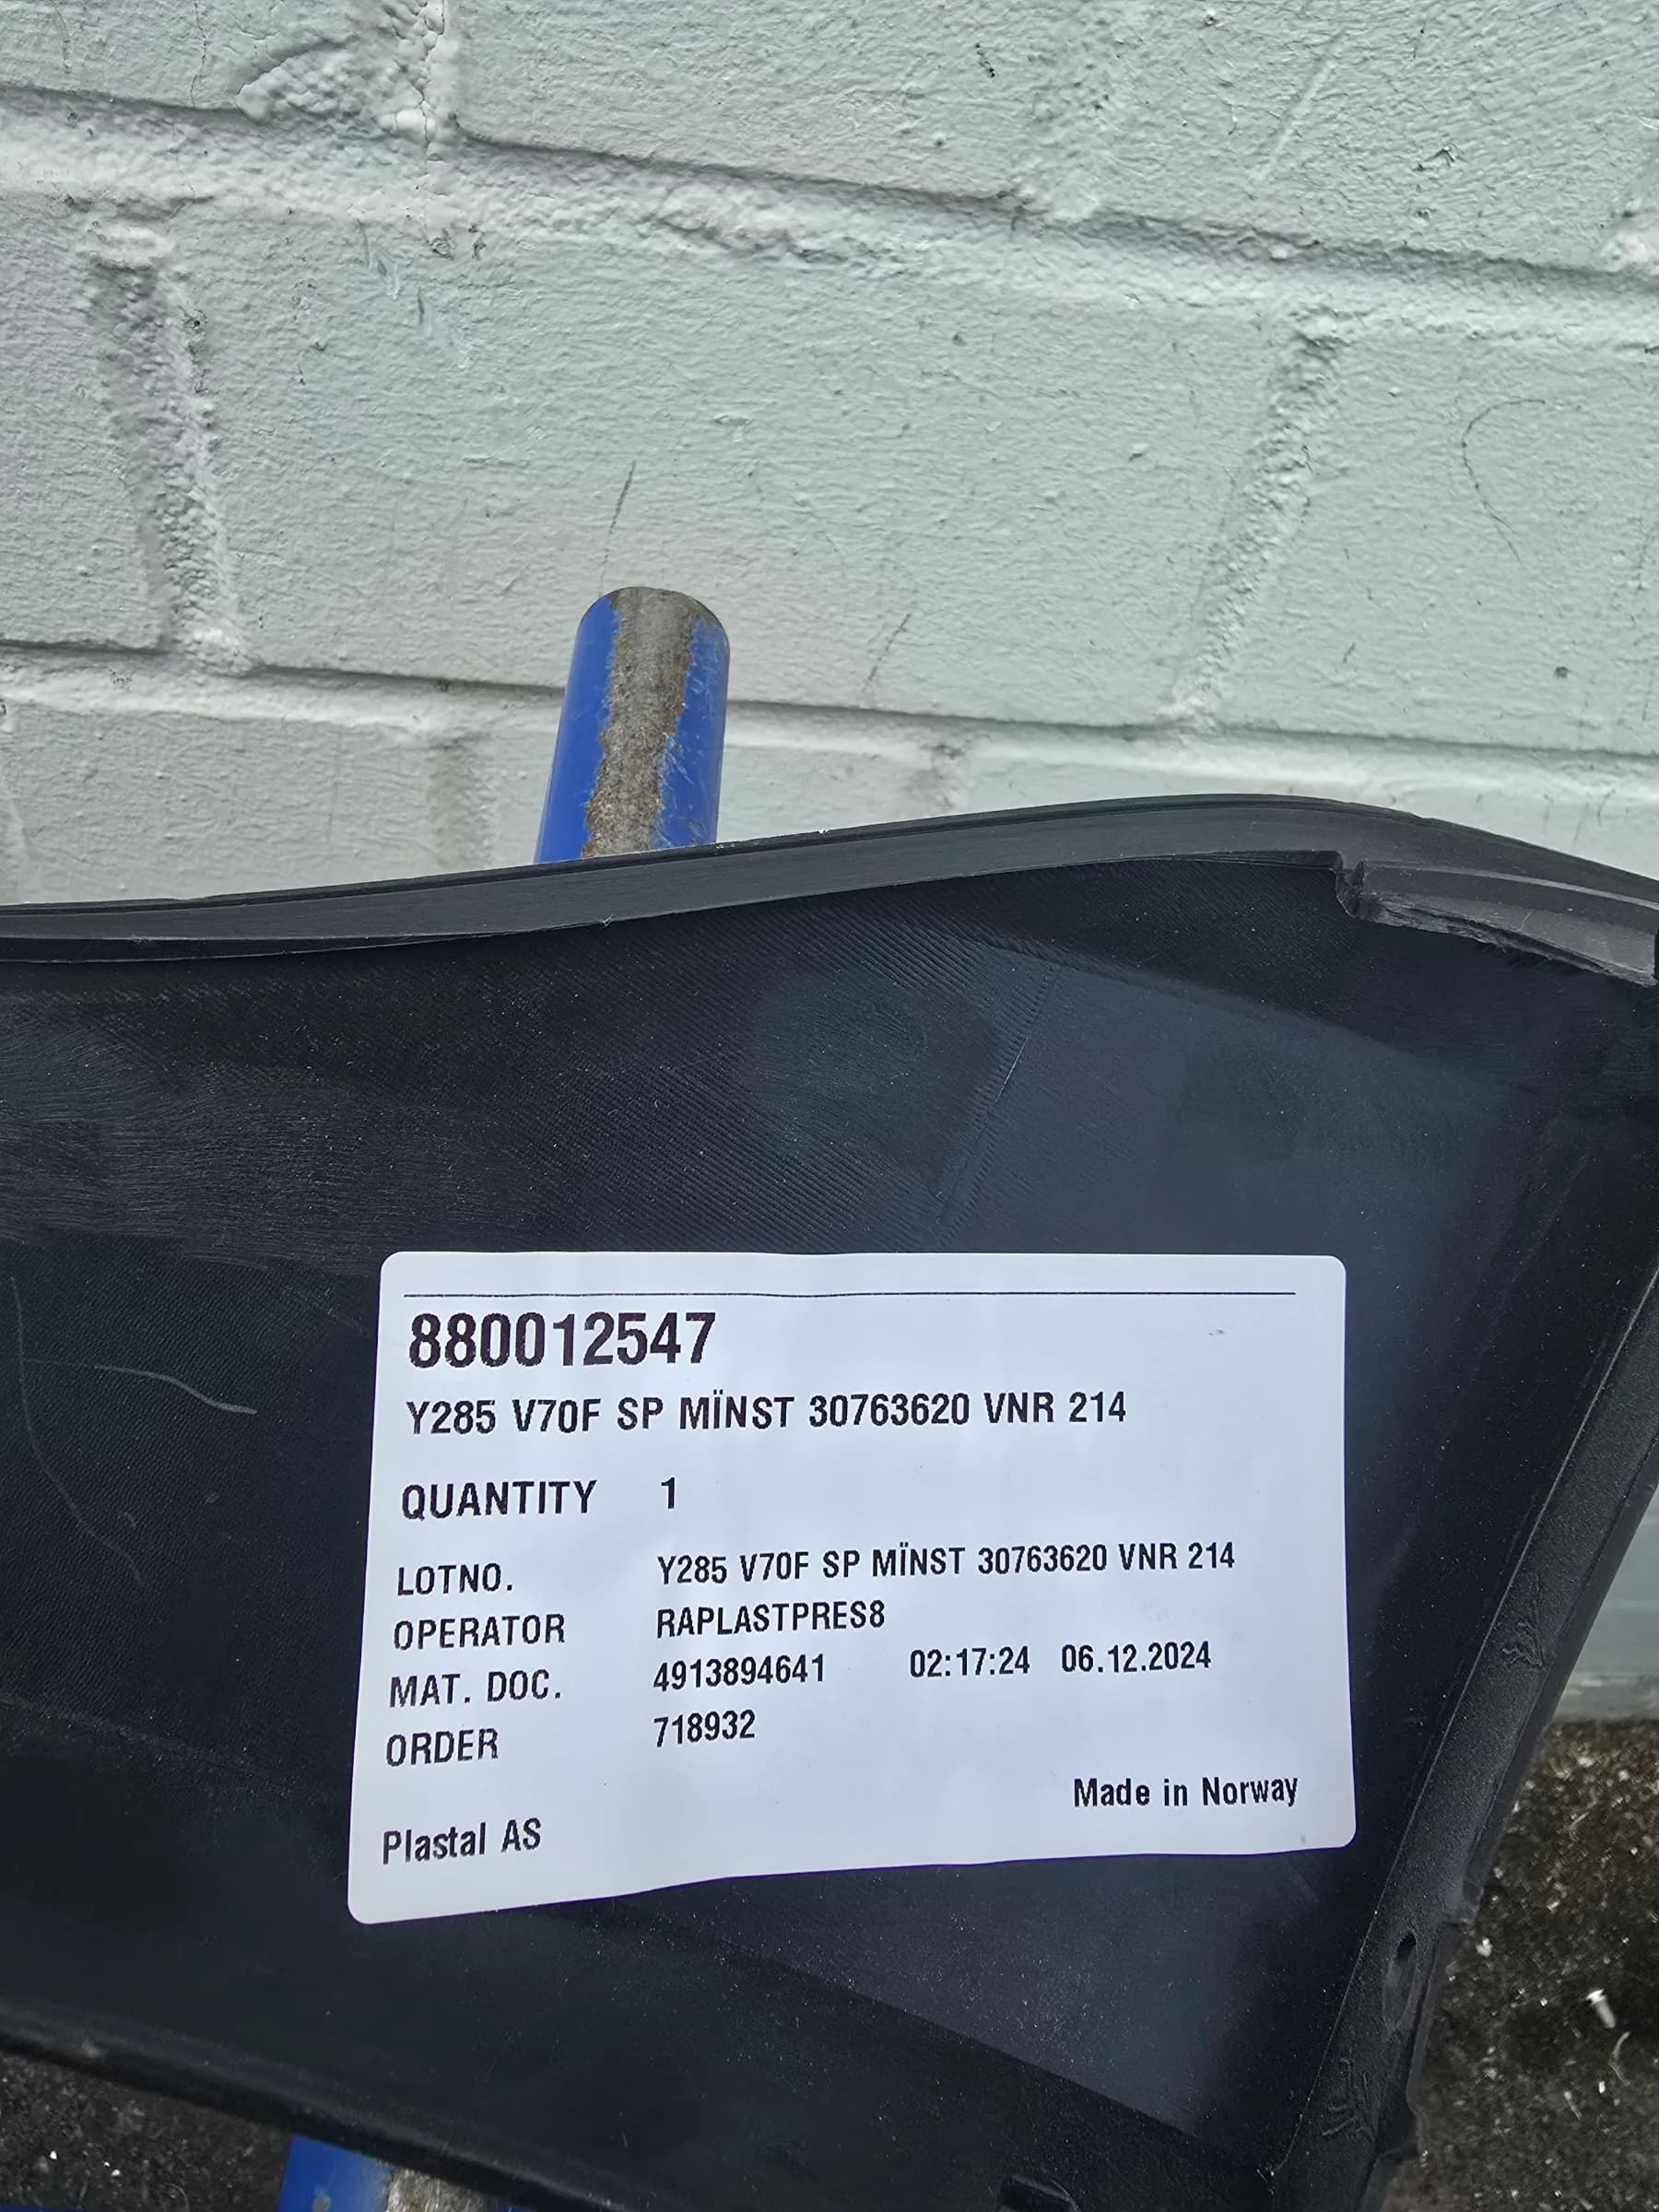 880012547
Y285 V70F SP MÏNST 30763620 VNR 214
QUANTITY 1
LOTNO. Y285 V70F SP MÏNST 30763620 VNR 214
OPERATOR RAPLASTPRES8
MAT. DOC. 4913894641 02:17:24 06.12.2024
ORDER 718932
Made in Norway
Plastal AS